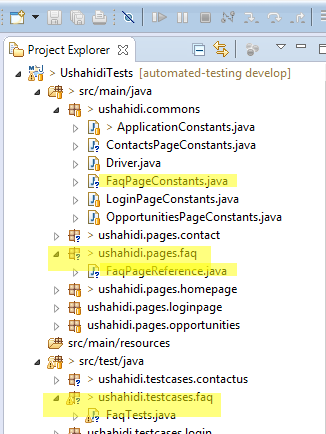 Project Explorer
> UshahidiTests [automated-testing develop]
> src/main/java
> ushahidi.commons
> ApplicationConstants.java
ContactsPageConstants.java
Driver.java
FaqPageConstants.java
LoginPageConstants.java
OpportunitiesPageConstants.java
> ushahidi.pages.contact
> ushahidi.pages.faq
FaqPageReference.java
> ushahidi.pages.homepage
ushahidi.pages.loginpage
ushahidi.pages.opportunities
src/main/resources
> src/test/java
> ushahidi.testcases.contactus
> ushahidi.testcases.faq
FaqTests.java
> ushahidi.testcases.login